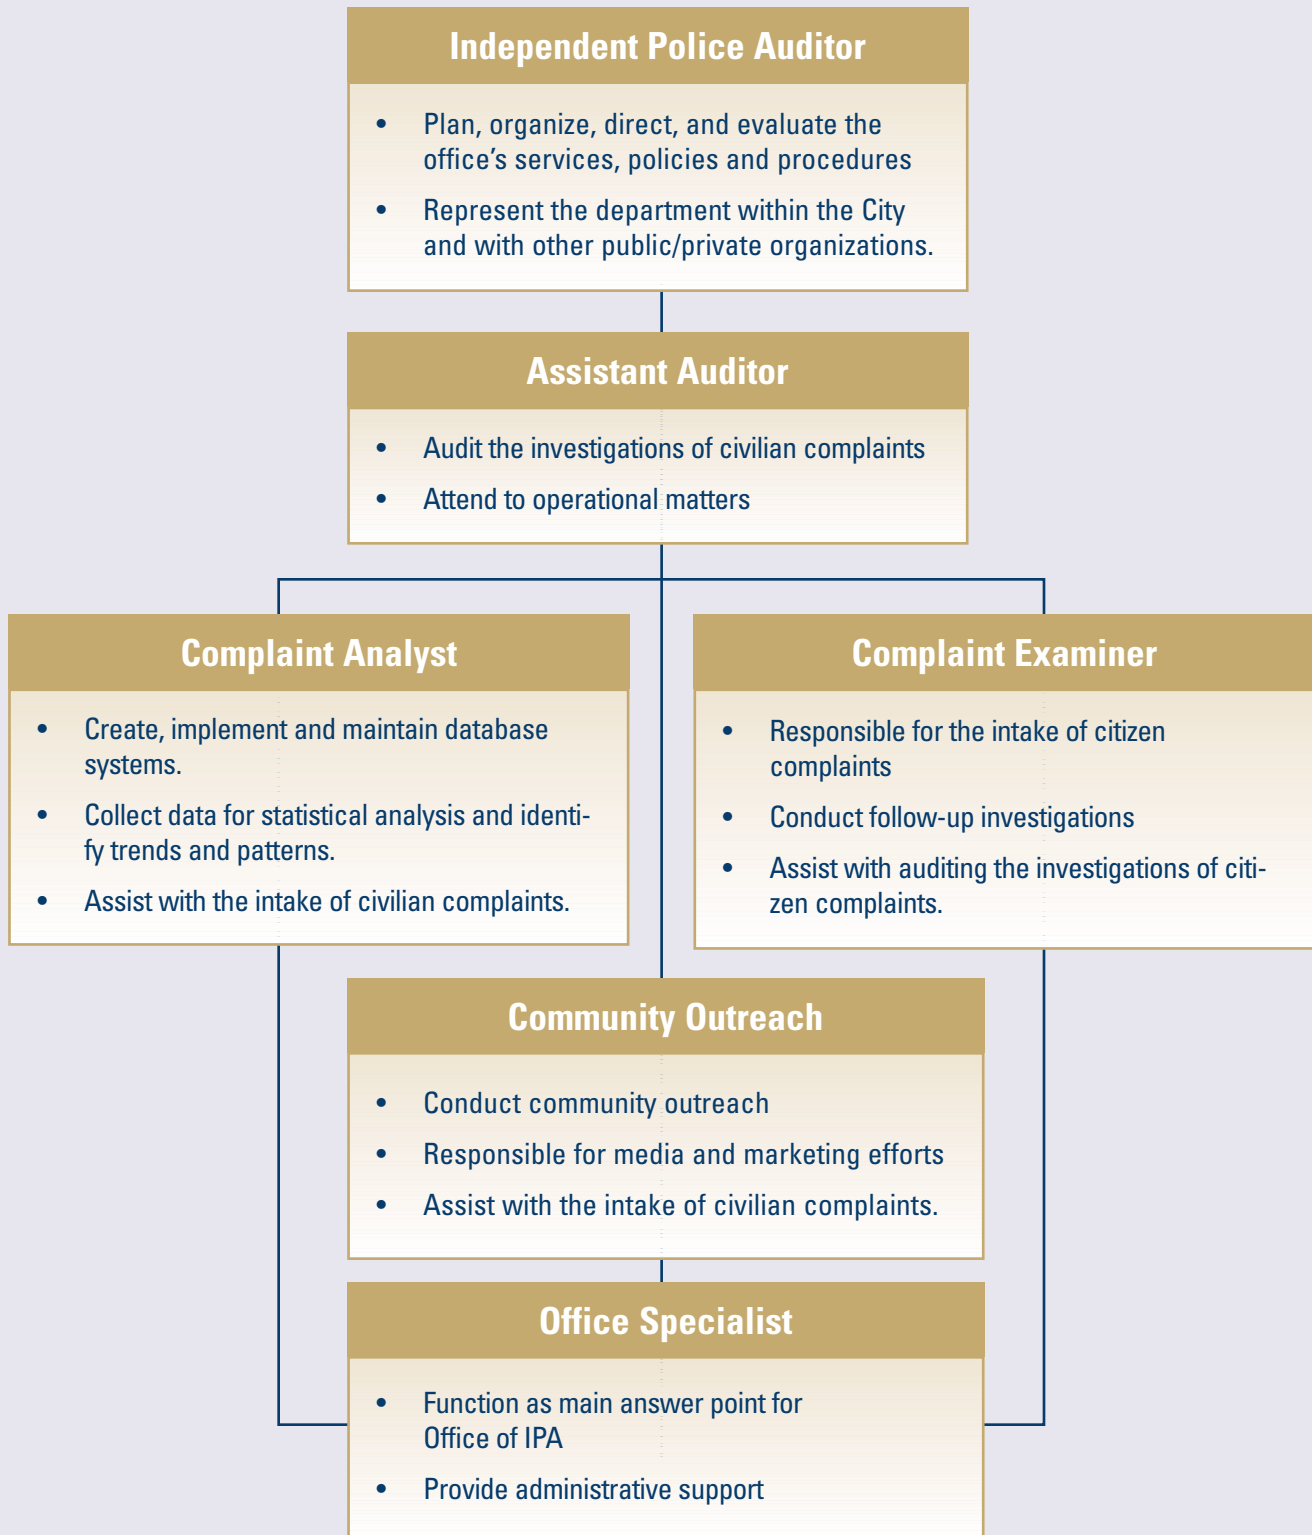 Independent Police Auditor
• Plan, organize, direct, and evaluate the
office’s services, policies and procedures
• Represent the department within the City
and with other public/private organizations.
Assistant Auditor
• Audit the investigations of civilian complaints
• Attend to operational matters
Complaint Analyst
• Create, implement and maintain database
systems.
• Collect data for statistical analysis and identi-
fy trends and patterns.
• Assist with the intake of civilian complaints.
Complaint Examiner
• Responsible for the intake of citizen
complaints
• Conduct follow-up investigations
• Assist with auditing the investigations of citi-
zen complaints.
Community Outreach
• Conduct community outreach
• Responsible for media and marketing efforts
• Assist with the intake of civilian complaints.
Office Specialist
• Function as main answer point for
Office of IPA
• Provide administrative support